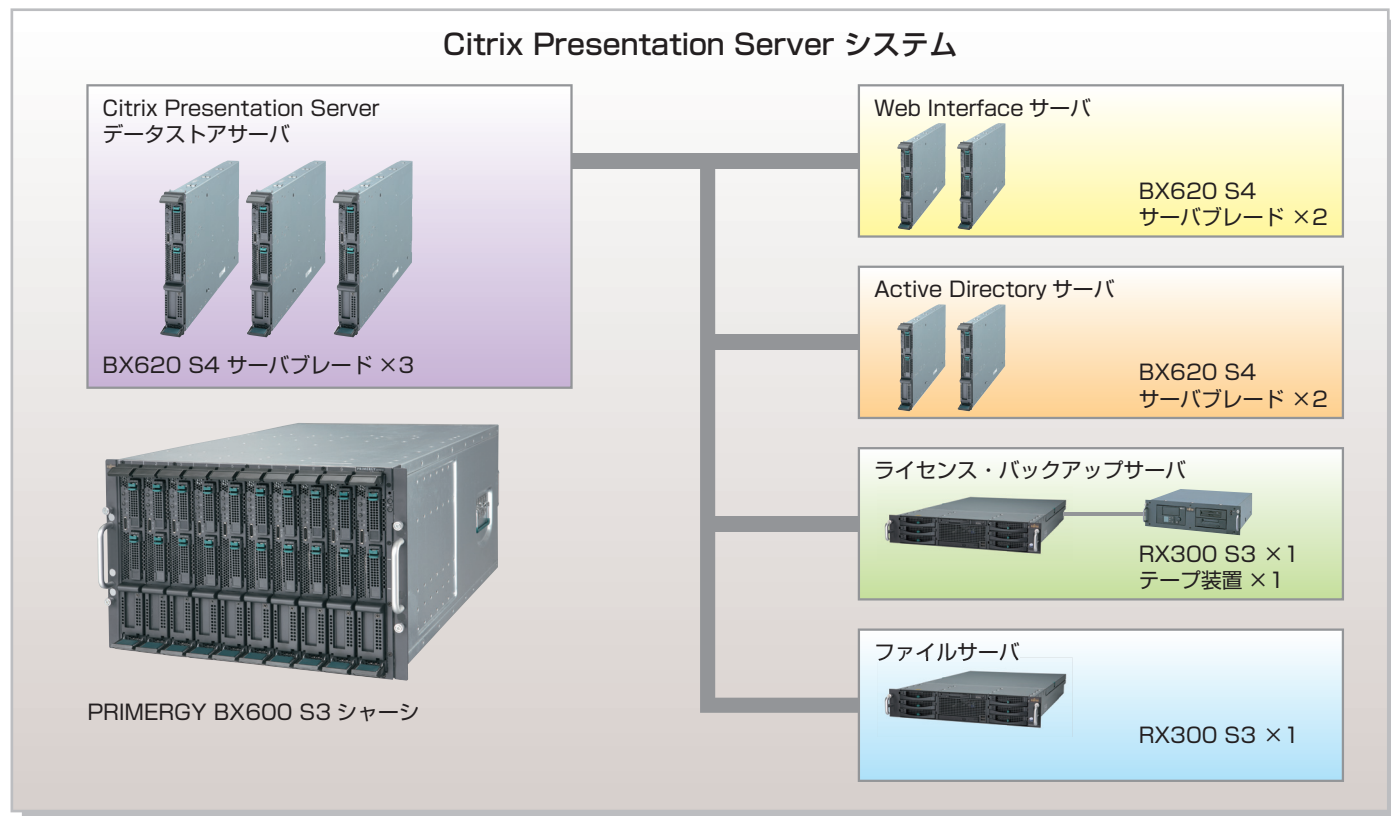 Citrix Presentation Server システム
Citrix Presentation Server
データストアサーバ
BX620 S4 サーバブレード ×3
PRIMERGY BX600 S3 シャーシ
Web Interface サーバ
BX620 S4
サーバブレード ×2
Active Directory サーバ
BX620 S4
サーバブレード ×2
ライセンス・バックアップサーバ
RX300 S3 ×1
テープ装置 ×1
ファイルサーバ
RX300 S3 ×1